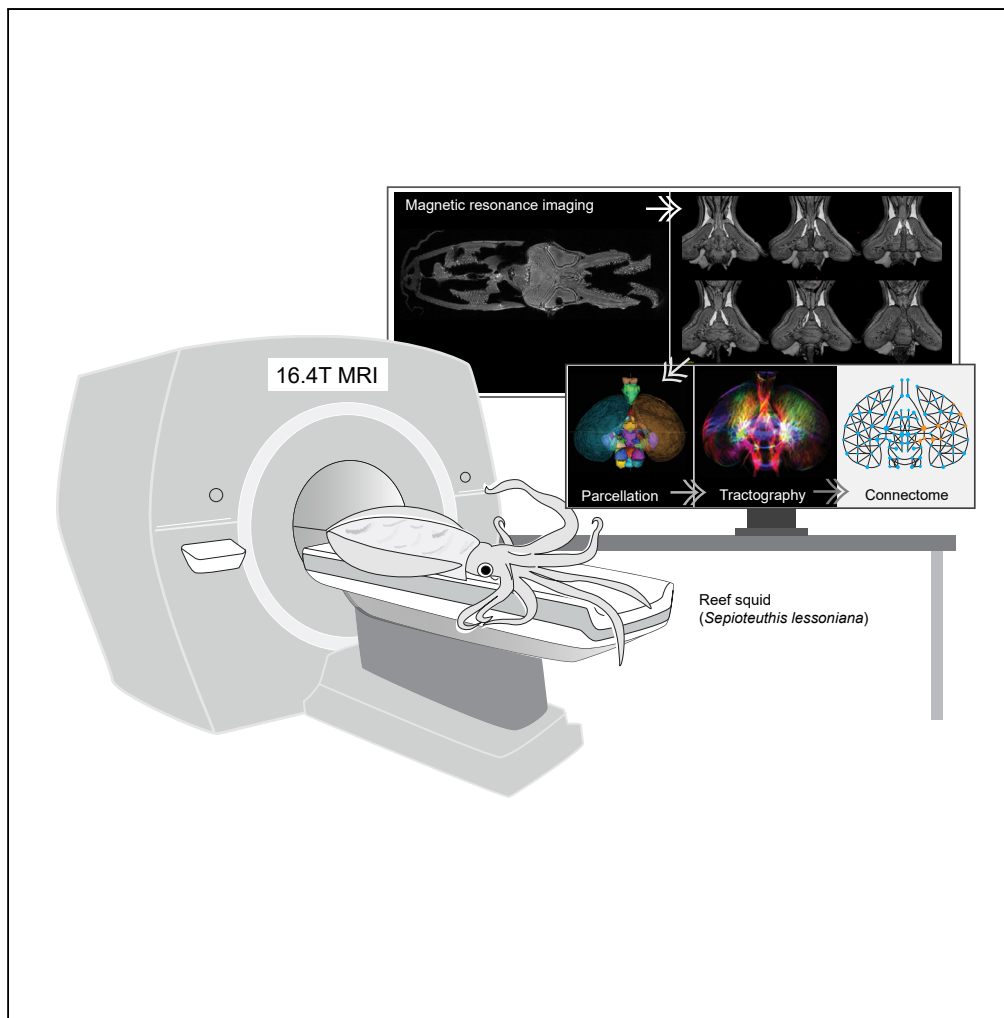 Magnetic resonance imaging
16.4T MRI
Parcellation
Tractography
Connectome
Reef squid
(Sepioteuthis lessoniana)